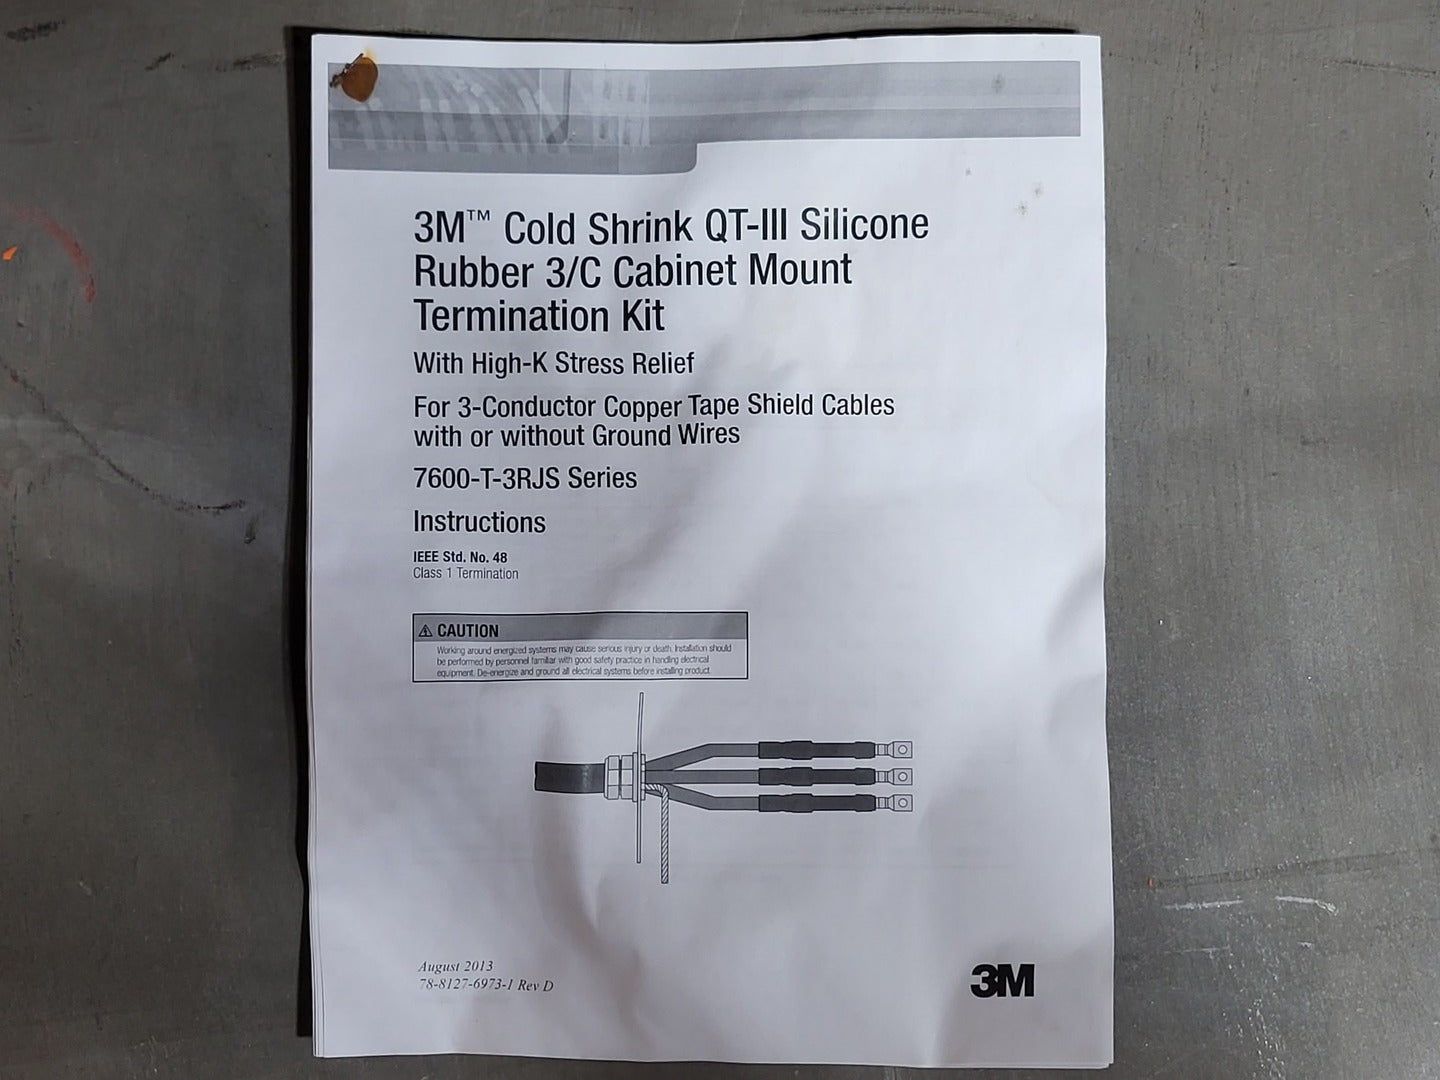 3M™ Cold Shrink QT-III Silicone
Rubber 3/C Cabinet Mount
Termination Kit
With High-K Stress Relief
For 3-Conductor Copper Tape Shield Cables
with or without Ground Wires
7600-T-3RJS Series
Instructions
IEEE Std. No. 48
Class 1 Termination
CAUTION
Working around energized systems may cause serious injury or death. Installation should
be performed by personnel familiar with good safety practice in handling electrical
equipment. De-energize and ground all electrical systems before installing product.
August 2013
78-8127-6973-1 Rev D
3M